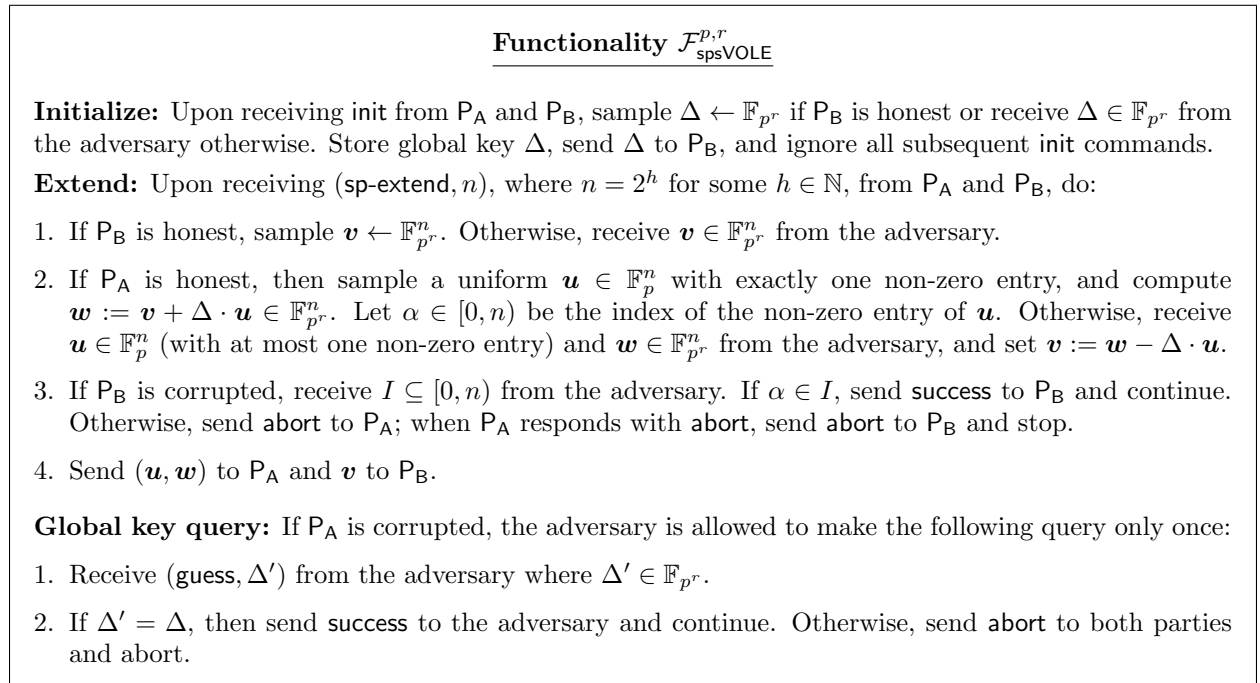 Functionality $\mathcal{F}_{\mathsf{spsVOLE}}^{p,r}$
Initialize: Upon receiving init from P_A and P_B, sample Δ ← 𝔽_{p^r} if P_B is honest or receive Δ ∈ 𝔽_{p^r} from
the adversary otherwise. Store global key Δ, send Δ to P_B, and ignore all subsequent init commands.
Extend: Upon receiving (sp-extend, n), where n = 2^h for some h ∈ ℕ, from P_A and P_B, do:
1. If P_B is honest, sample v ← 𝔽_{p^r}^n. Otherwise, receive v ∈ 𝔽_{p^r}^n from the adversary.
2. If P_A is honest, then sample a uniform u ∈ 𝔽_p^n with exactly one non-zero entry, and compute
w := v + Δ · u ∈ 𝔽_{p^r}^n. Let α ∈ [0, n) be the index of the non-zero entry of u. Otherwise, receive
u ∈ 𝔽_p^n (with at most one non-zero entry) and w ∈ 𝔽_{p^r}^n from the adversary, and set v := w − Δ · u.
3. If P_B is corrupted, receive I ⊆ [0, n) from the adversary. If α ∈ I, send success to P_B and continue.
Otherwise, send abort to P_A; when P_A responds with abort, send abort to P_B and stop.
4. Send (u, w) to P_A and v to P_B.
Global key query: If P_A is corrupted, the adversary is allowed to make the following query only once:
1. Receive (guess, Δ′) from the adversary where Δ′ ∈ 𝔽_{p^r}.
2. If Δ′ = Δ, then send success to the adversary and continue. Otherwise, send abort to both parties
and abort.